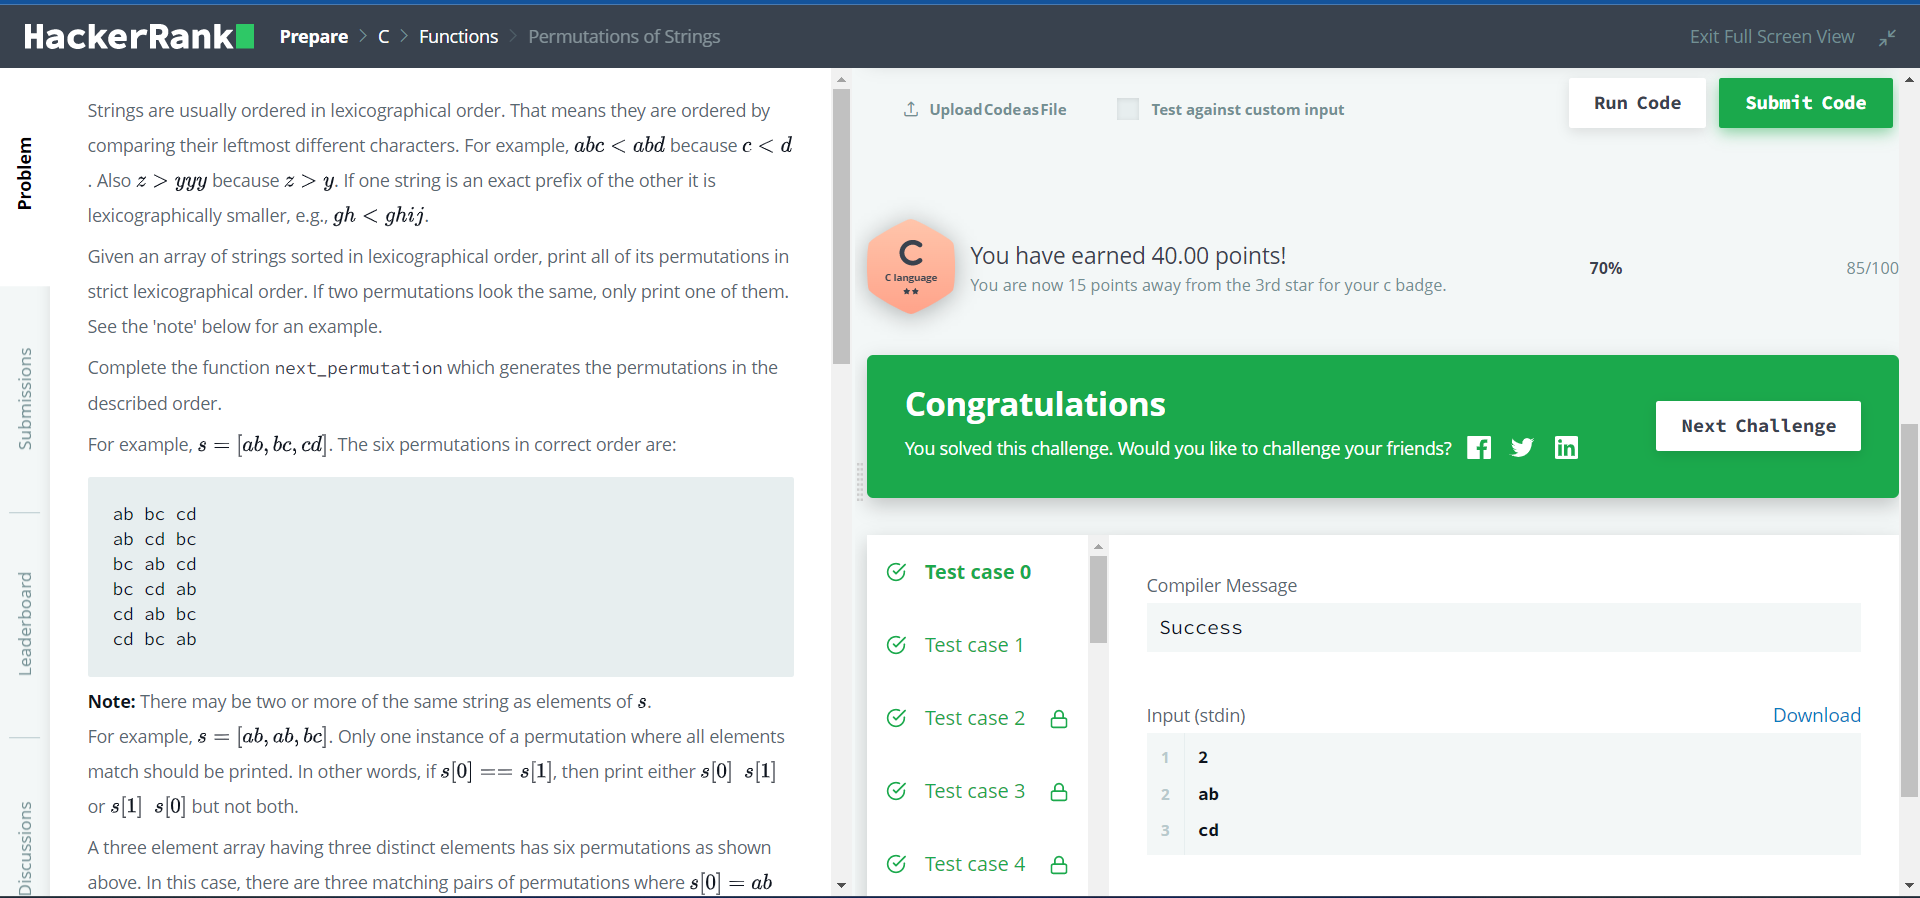 HackerRank Prepare > C > Functions > Permutations of Strings Exit Full Screen View
Problem
Submissions
Leaderboard
Discussions
Strings are usually ordered in lexicographical order. That means they are ordered by
comparing their leftmost different characters. For example, abc < abd because c < d
. Also z > yyy because z > y. If one string is an exact prefix of the other it is
lexicographically smaller, e.g., gh < ghij.
Given an array of strings sorted in lexicographical order, print all of its permutations in
strict lexicographical order. If two permutations look the same, only print one of them.
See the 'note' below for an example.
Complete the function next_permutation which generates the permutations in the
described order.
For example, s = [ab, bc, cd]. The six permutations in correct order are:
ab bc cd
ab cd bc
bc ab cd
bc cd ab
cd ab bc
cd bc ab
Note: There may be two or more of the same string as elements of s.
For example, s = [ab, ab, bc]. Only one instance of a permutation where all elements
match should be printed. In other words, if s[0] == s[1], then print either s[0] s[1]
or s[1] s[0] but not both.
A three element array having three distinct elements has six permutations as shown
above. In this case, there are three matching pairs of permutations where s[0] = ab
Upload Code as File Test against custom input Run Code Submit Code
C
C language
You have earned 40.00 points!
You are now 15 points away from the 3rd star for your c badge.
70% 85/100
Congratulations
You solved this challenge. Would you like to challenge your friends?
Next Challenge
Test case 0
Test case 1
Test case 2
Test case 3
Test case 4
Compiler Message
Success
Input (stdin) Download
1 2
2 ab
3 cd